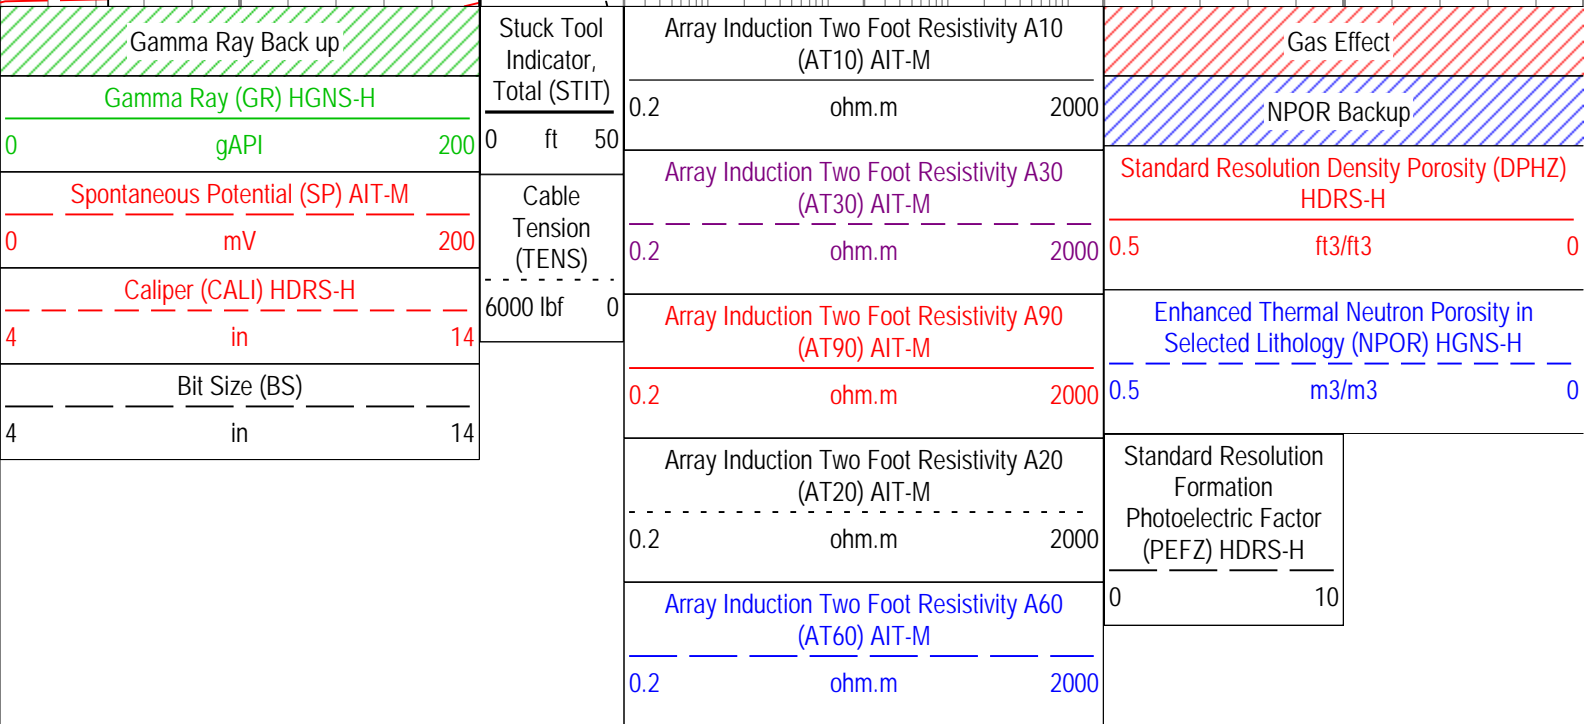 Gamma Ray Back up
Gamma Ray (GR) HGNS-H
0 gAPI 200
Spontaneous Potential (SP) AIT-M
0 mV 200
Caliper (CALI) HDRS-H
4 in 14
Bit Size (BS)
4 in 14
Stuck Tool
Indicator,
Total (STIT)
0 ft 50
Cable
Tension
(TENS)
6000 lbf 0
Array Induction Two Foot Resistivity A10
(AT10) AIT-M
0.2 ohm.m 2000
Array Induction Two Foot Resistivity A30
(AT30) AIT-M
0.2 ohm.m 2000
Array Induction Two Foot Resistivity A90
(AT90) AIT-M
0.2 ohm.m 2000
Array Induction Two Foot Resistivity A20
(AT20) AIT-M
0.2 ohm.m 2000
Array Induction Two Foot Resistivity A60
(AT60) AIT-M
0.2 ohm.m 2000
Gas Effect
NPOR Backup
Standard Resolution Density Porosity (DPHZ)
HDRS-H
0.5 ft3/ft3 0
Enhanced Thermal Neutron Porosity in
Selected Lithology (NPOR) HGNS-H
0.5 m3/m3 0
Standard Resolution
Formation
Photoelectric Factor
(PEFZ) HDRS-H
0 10